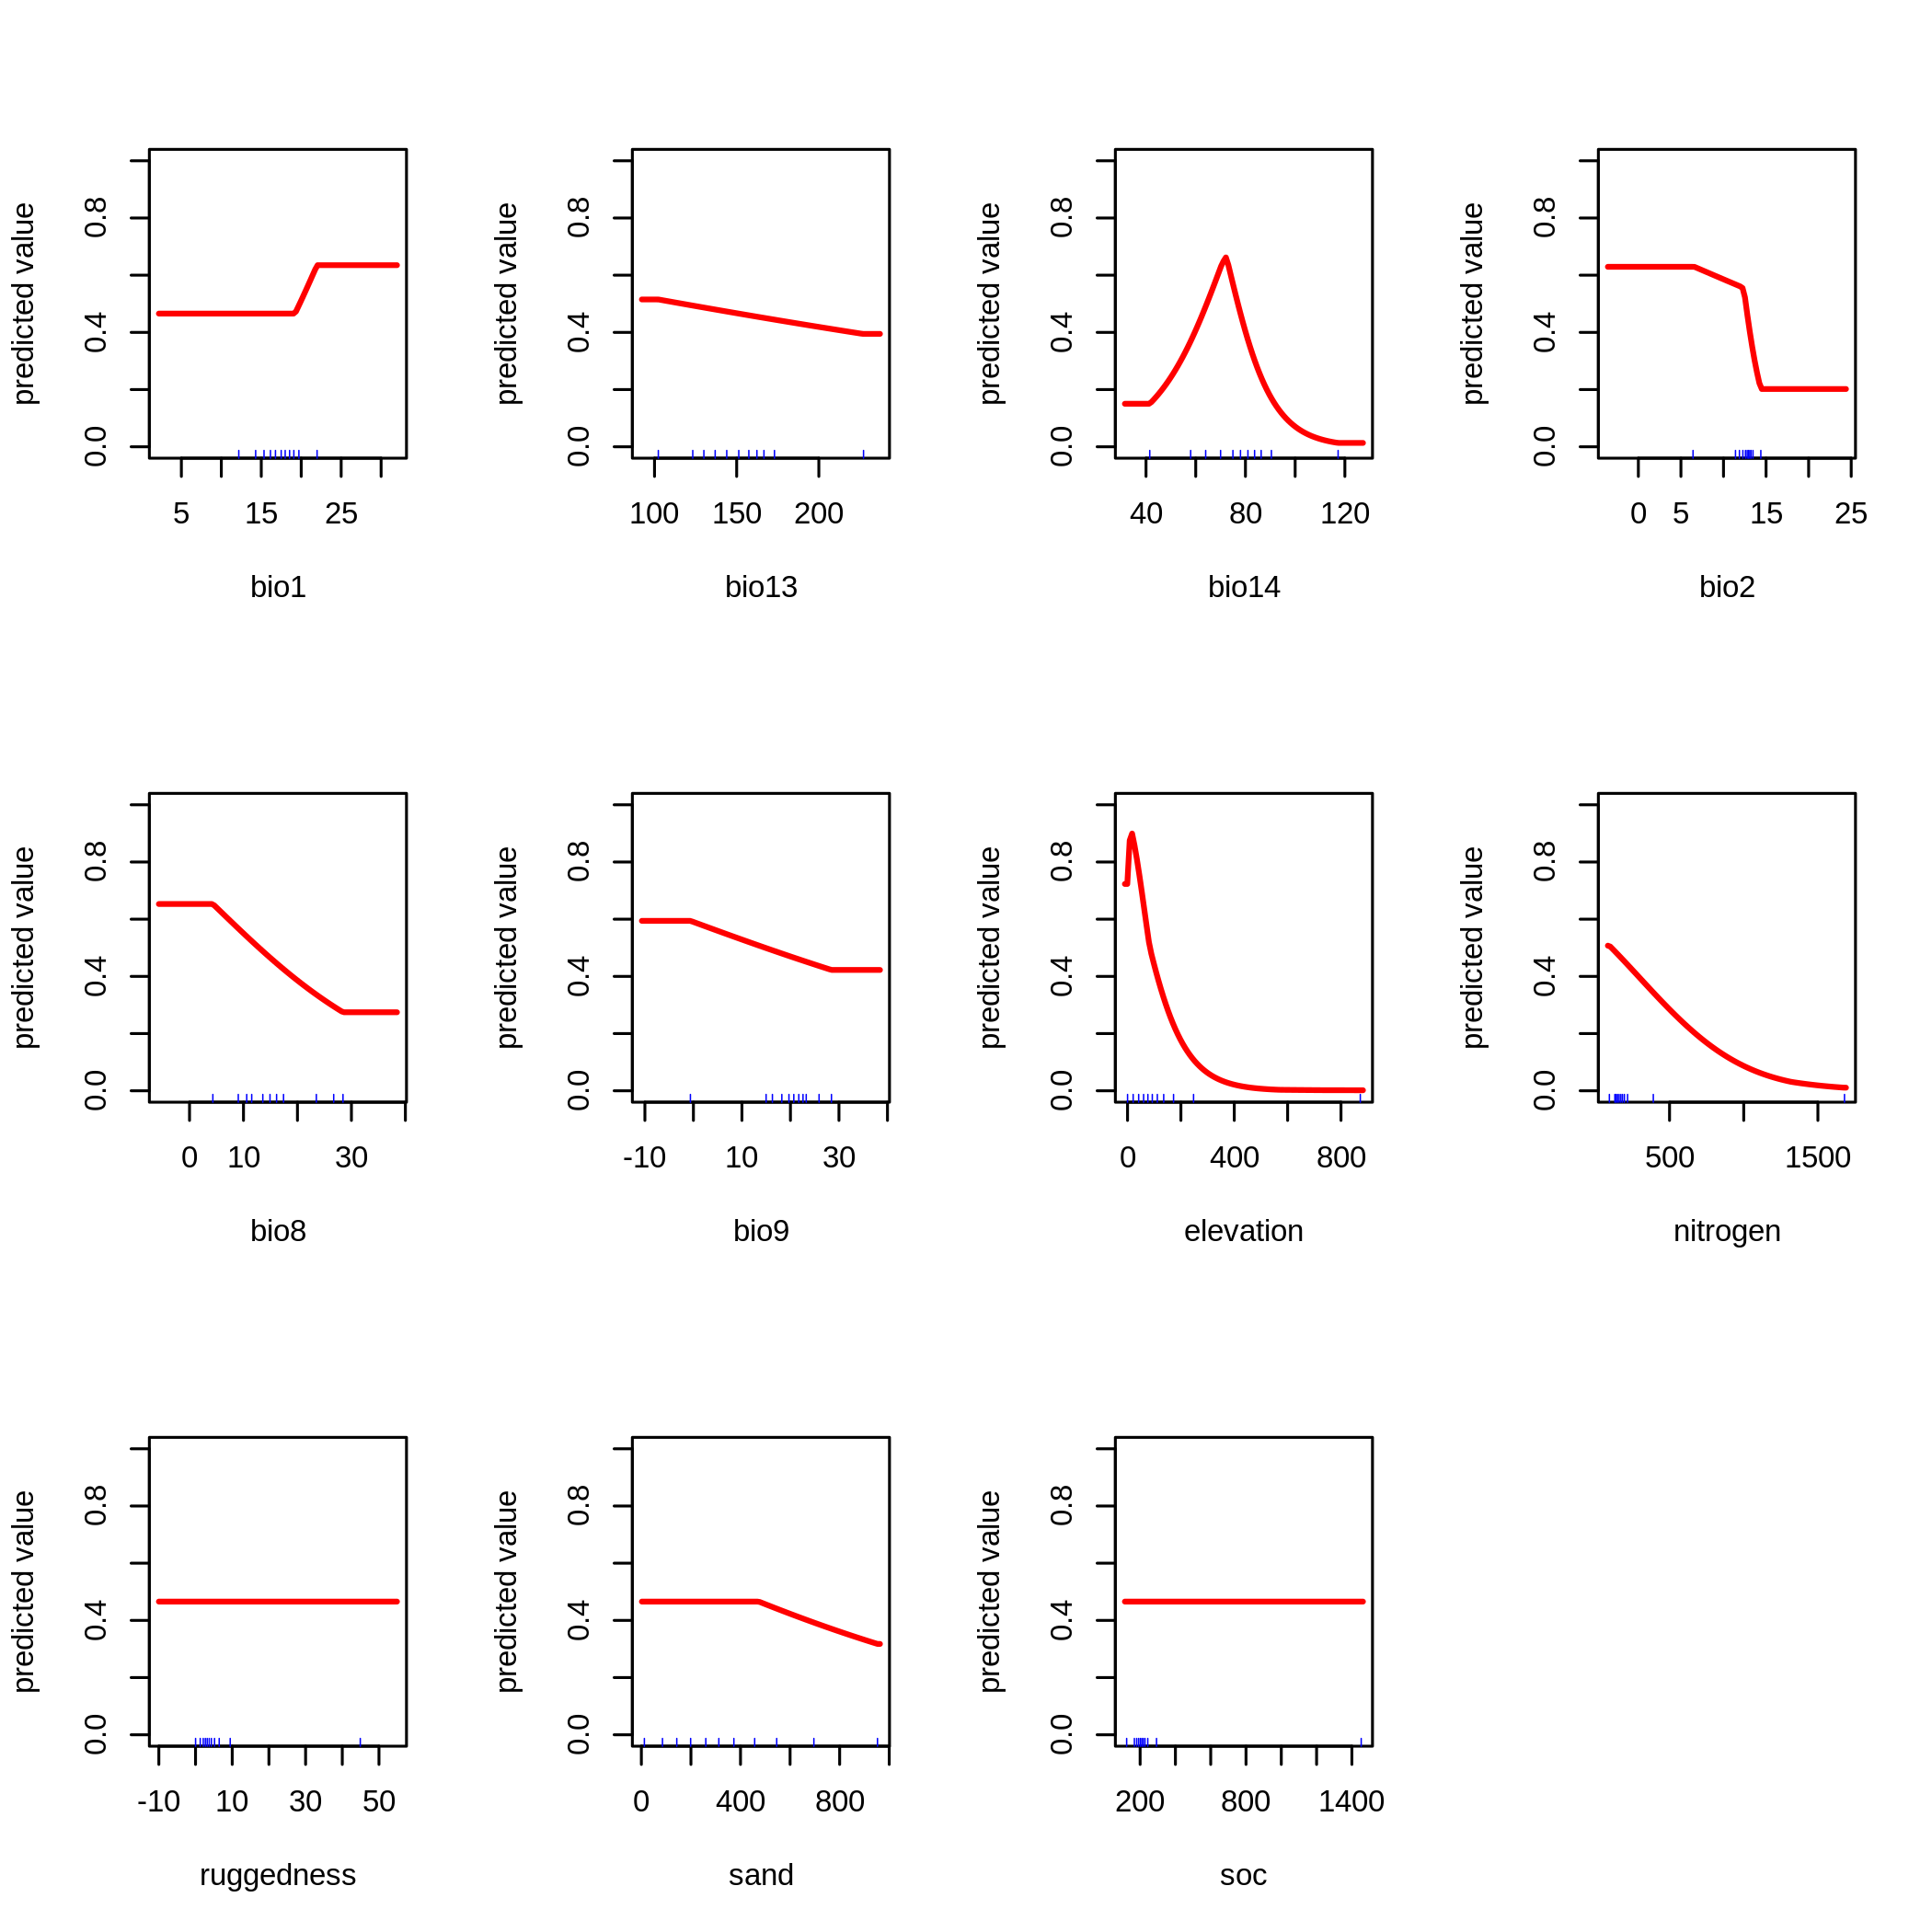 predicted value
0.0 0.4 0.8
5 15 25
bio1
predicted value
0.0 0.4 0.8
100 150 200
bio13
predicted value
0.0 0.4 0.8
40 80 120
bio14
predicted value
0.0 0.4 0.8
0 5 15 25
bio2
predicted value
0.0 0.4 0.8
0 10 30
bio8
predicted value
0.0 0.4 0.8
-10 10 30
bio9
predicted value
0.0 0.4 0.8
0 400 800
elevation
predicted value
0.0 0.4 0.8
500 1500
nitrogen
predicted value
0.0 0.4 0.8
-10 10 30 50
ruggedness
predicted value
0.0 0.4 0.8
0 400 800
sand
predicted value
0.0 0.4 0.8
200 800 1400
soc